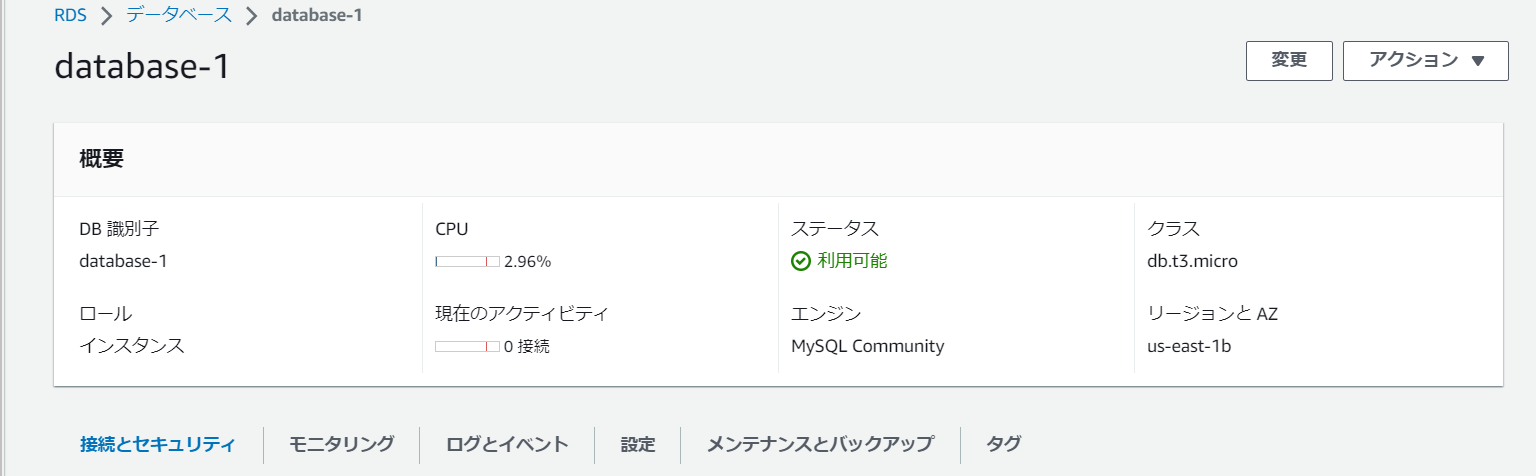 RDS データベース database-1
database-1
変更 アクション
概要
DB 識別子 CPU ステータス クラス
database-1 2.96% 利用可能 db.t3.micro
ロール 現在のアクティビティ エンジン リージョンと AZ
インスタンス 0 接続 MySQL Community us-east-1b
接続とセキュリティ モニタリング ログとイベント 設定 メンテナンスとバックアップ タグ